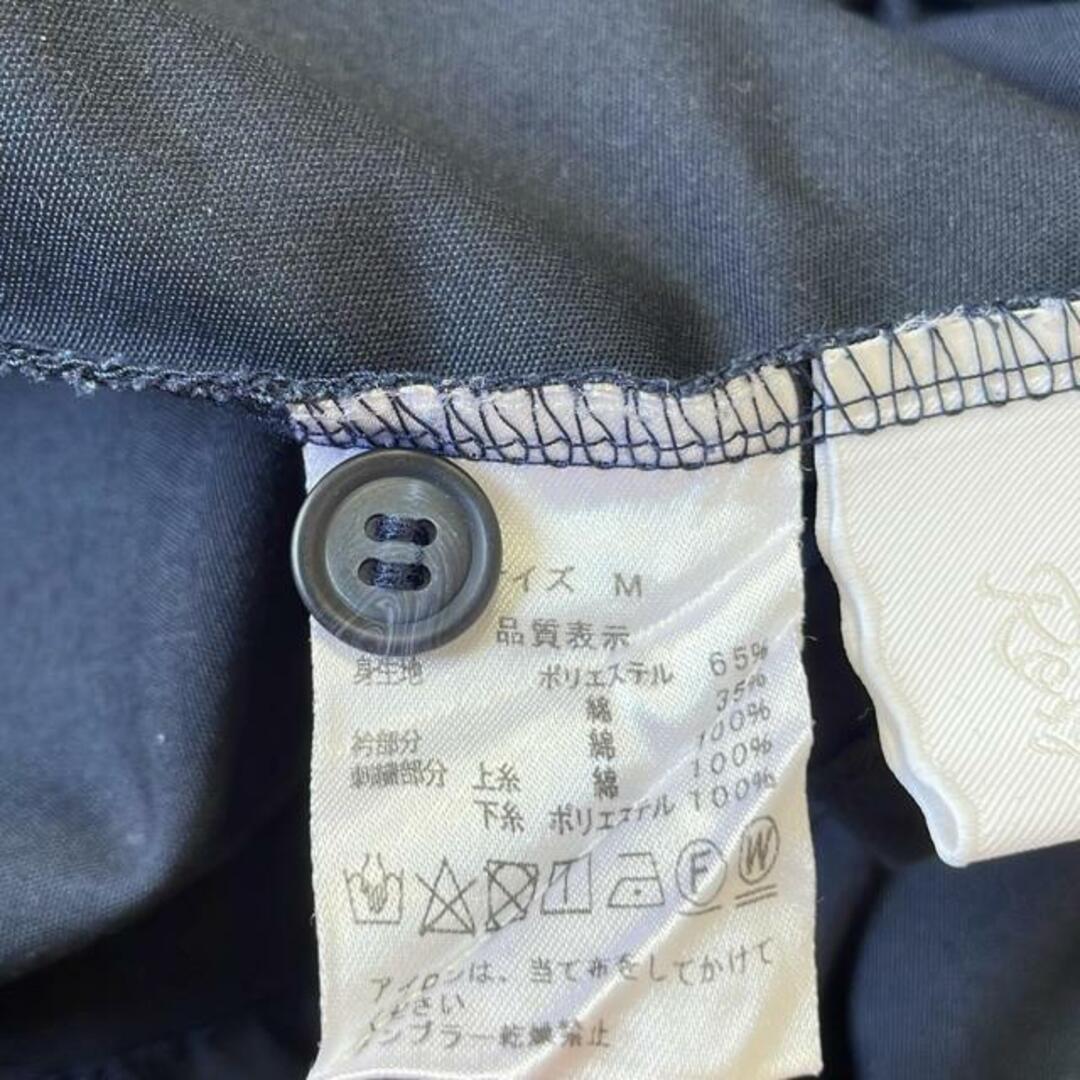 イズ M
品質表示
身生地 ポリエステル 65%
綿 35%
衿部分 綿 100%
刺繍部分 上糸 綿 100%
下糸 ポリエステル 100%
F W
アイロンは、当て布をしてかけて
ください
タンブラー乾燥禁止